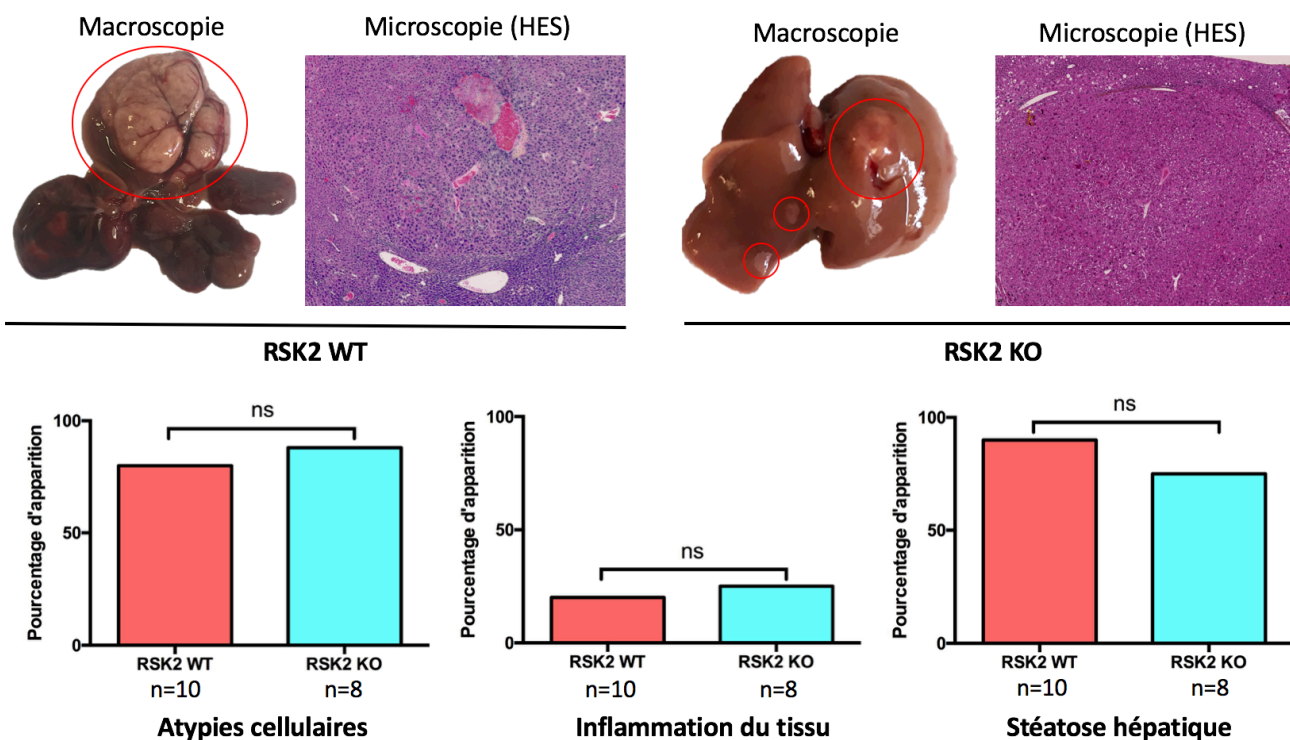 Macroscopie
Microscopie (HES)
Macroscopie
Microscopie (HES)
RSK2 WT
RSK2 KO
Pourcentage d'apparition
100
50
0
ns
RSK2 WT
RSK2 KO
n=10
n=8
Atypies cellulaires
Pourcentage d'apparition
100
50
0
ns
RSK2 WT
RSK2 KO
n=10
n=8
Inflammation du tissu
Pourcentage d'apparition
100
50
0
ns
RSK2 WT
RSK2 KO
n=10
n=8
Stéatose hépatique